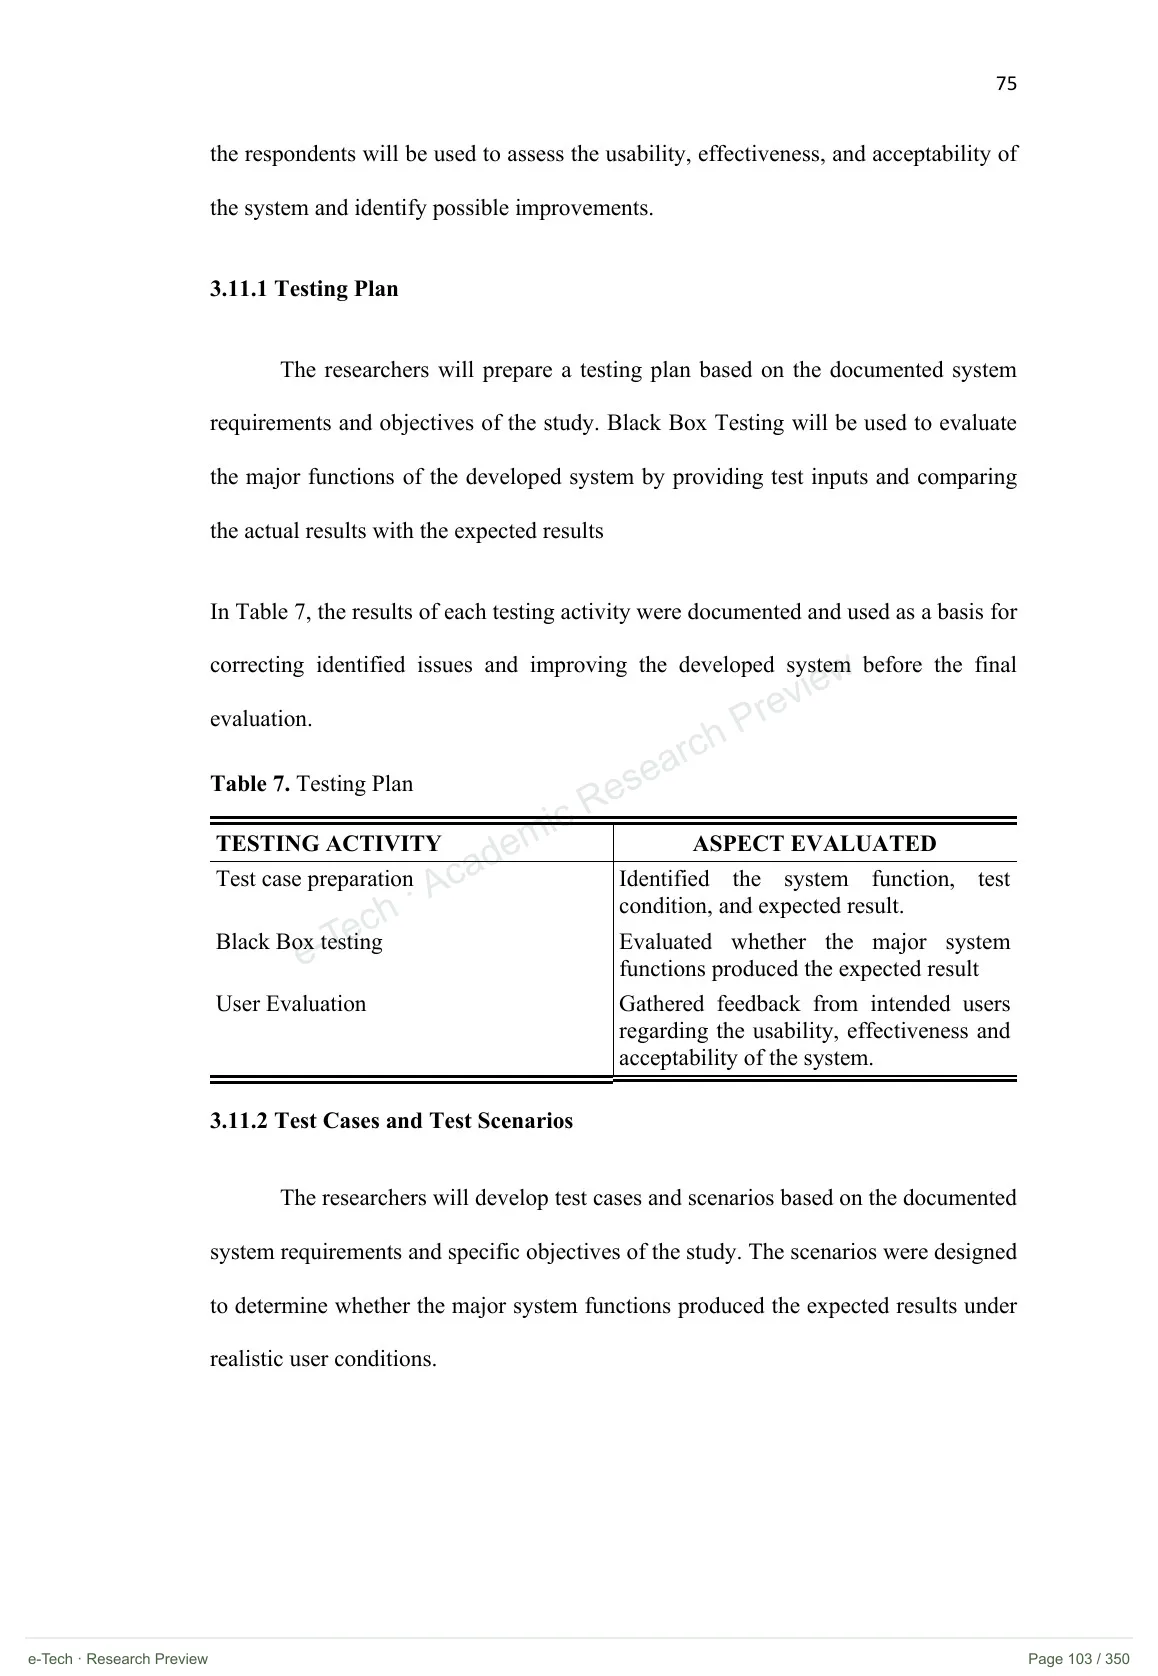 75
the respondents will be used to assess the usability, effectiveness, and acceptability of
the system and identify possible improvements.
3.11.1 Testing Plan
The researchers will prepare a testing plan based on the documented system
requirements and objectives of the study. Black Box Testing will be used to evaluate
the major functions of the developed system by providing test inputs and comparing
the actual results with the expected results
In Table 7, the results of each testing activity were documented and used as a basis for
correcting identified issues and improving the developed system before the final
evaluation.
Table 7. Testing Plan
TESTING ACTIVITY ASPECT EVALUATED
Test case preparation Identified the system function, test
condition, and expected result.
Black Box testing Evaluated whether the major system
functions produced the expected result
User Evaluation Gathered feedback from intended users
regarding the usability, effectiveness and
acceptability of the system.
3.11.2 Test Cases and Test Scenarios
The researchers will develop test cases and scenarios based on the documented
system requirements and specific objectives of the study. The scenarios were designed
to determine whether the major system functions produced the expected results under
realistic user conditions.
e-Tech · Academic Research Preview
e-Tech · Research Preview Page 103 / 350